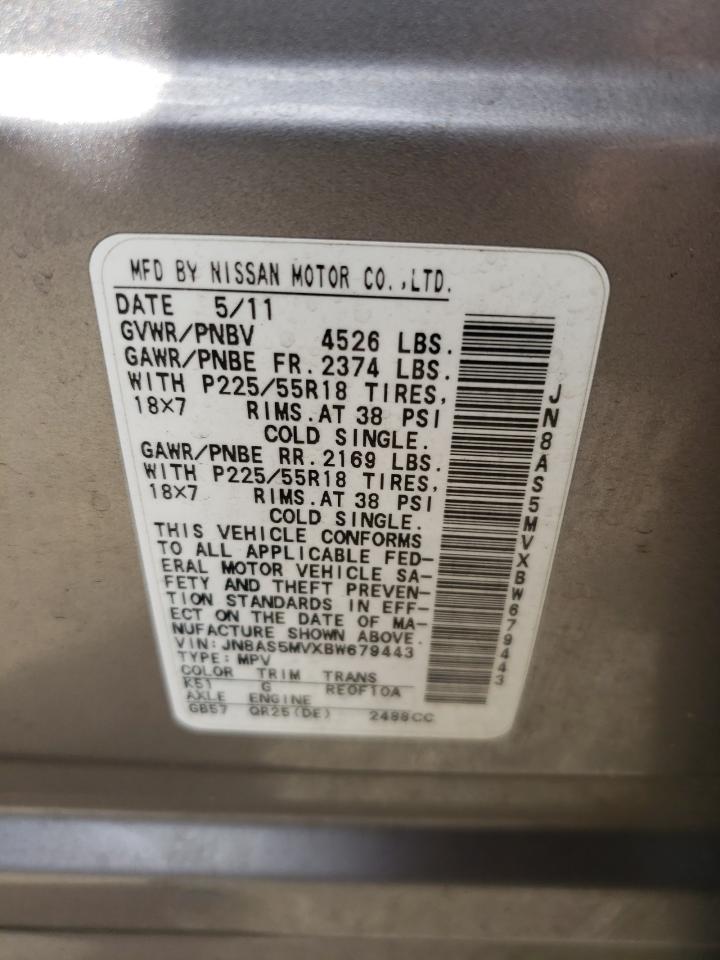 MFD BY NISSAN MOTOR CO.,LTD.
DATE 5/11
GVWR/PNBV 4526 LBS.
GAWR/PNBE FR. 2374 LBS.
WITH P225/55R18 TIRES,
18×7 RIMS.AT 38 PSI
COLD SINGLE.
GAWR/PNBE RR. 2169 LBS.
WITH P225/55R18 TIRES,
18×7 RIMS.AT 38 PSI
COLD SINGLE.
THIS VEHICLE CONFORMS
TO ALL APPLICABLE FED-
ERAL MOTOR VEHICLE SA-
FETY AND THEFT PREVEN-
TION STANDARDS IN EFF-
ECT ON THE DATE OF MA-
NUFACTURE SHOWN ABOVE.
VIN: JN8AS5MVXBW679443
TYPE: MPV
COLOR TRIM TRANS
K51 G RE0F10A
AXLE ENGINE
GB57 QR25(DE) 2488CC
JN8AS5MVXBW679443